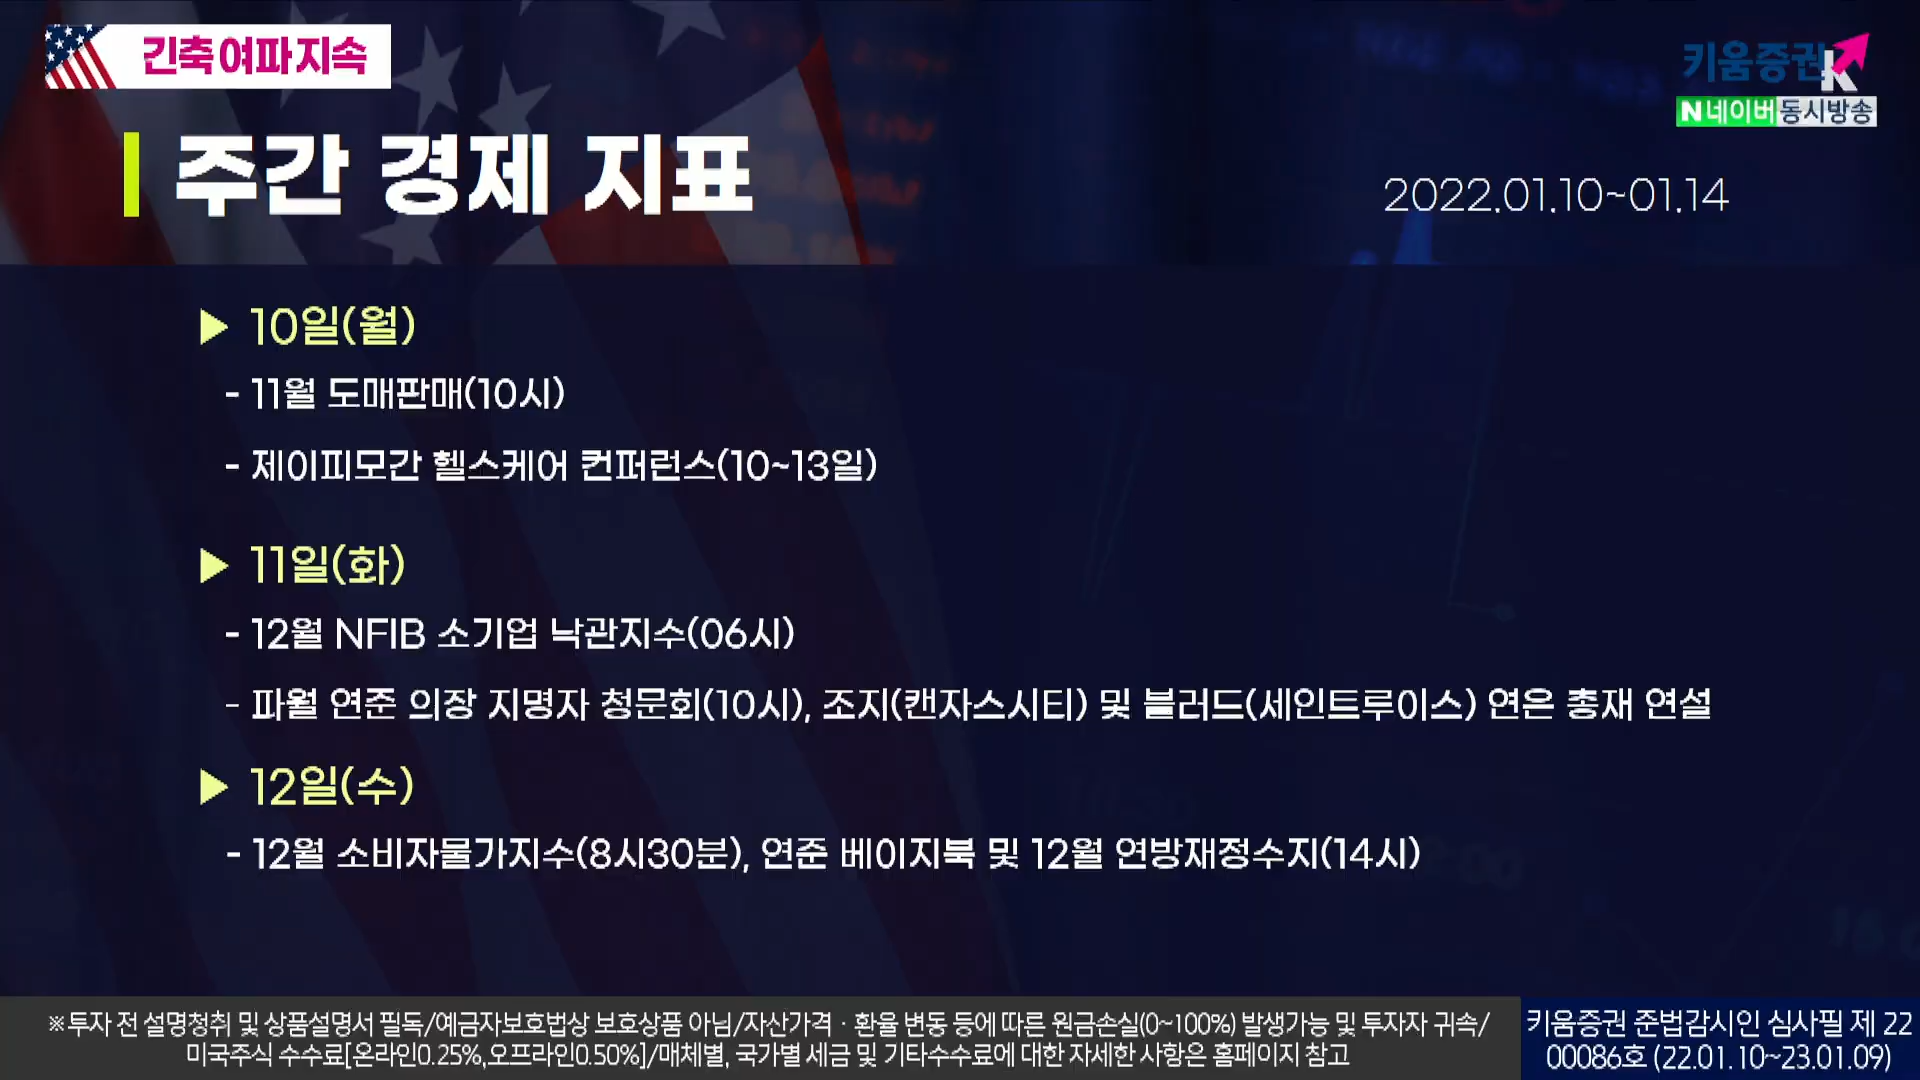 긴축 여파 지속
키움증권
N 네이버 동시방송
주간 경제 지표
2022.01.10~01.14
▶ 10일(월)
- 11월 도매판매(10시)
- 제이피모간 헬스케어 컨퍼런스(10~13일)
▶ 11일(화)
- 12월 NFIB 소기업 낙관지수(06시)
- 파월 연준 의장 지명자 청문회(10시), 조지(캔자스시티) 및 블러드(세인트루이스) 연은 총재 연설
▶ 12일(수)
- 12월 소비자물가지수(8시30분), 연준 베이지북 및 12월 연방재정수지(14시)
※투자 전 설명청취 및 상품설명서 필독/예금자보호법상 보호상품 아님/자산가격 · 환율 변동 등에 따른 원금손실(0~100%) 발생가능 및 투자자 귀속/
미국주식 수수료[온라인0.25%,오프라인0.50%]/매체별, 국가별 세금 및 기타수수료에 대한 자세한 사항은 홈페이지 참고
키움증권 준법감시인 심사필 제 22
00086호 (22.01.10~23.01.09)